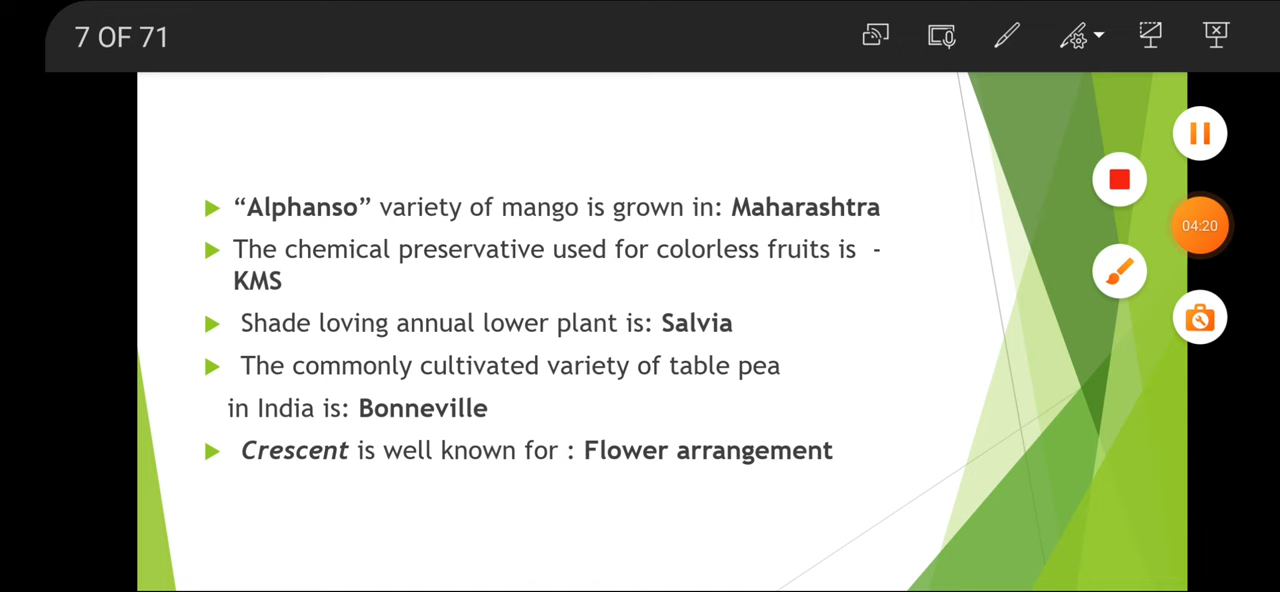 7 OF 71
“Alphanso” variety of mango is grown in: Maharashtra
The chemical preservative used for colorless fruits is -
KMS
Shade loving annual lower plant is: Salvia
The commonly cultivated variety of table pea
in India is: Bonneville
Crescent is well known for : Flower arrangement
04:20